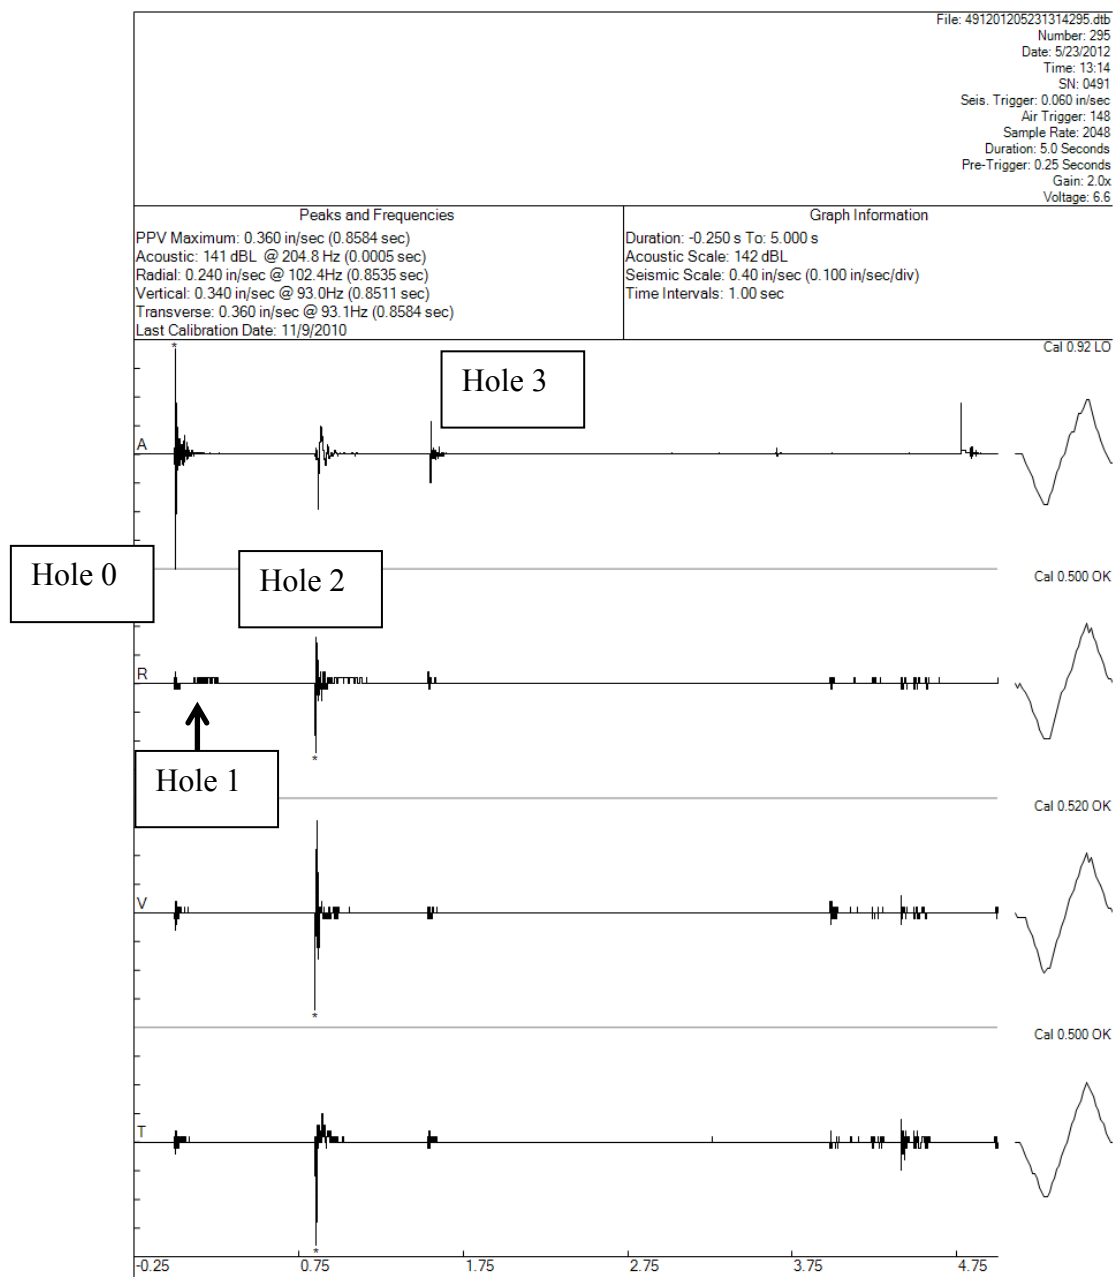 File: 491201205231314295.dtb
Number: 295
Date: 5/23/2012
Time: 13:14
SN: 0491
Seis. Trigger: 0.060 in/sec
Air Trigger: 148
Sample Rate: 2048
Duration: 5.0 Seconds
Pre-Trigger: 0.25 Seconds
Gain: 2.0x
Voltage: 6.6
Peaks and Frequencies
PPV Maximum: 0.360 in/sec (0.8584 sec)
Acoustic: 141 dBL @ 204.8 Hz (0.0005 sec)
Radial: 0.240 in/sec @ 102.4Hz (0.8535 sec)
Vertical: 0.340 in/sec @ 93.0Hz (0.8511 sec)
Transverse: 0.360 in/sec @ 93.1Hz (0.8584 sec)
Last Calibration Date: 11/9/2010
Graph Information
Duration: -0.250 s To: 5.000 s
Acoustic Scale: 142 dBL
Seismic Scale: 0.40 in/sec (0.100 in/sec/div)
Time Intervals: 1.00 sec
*
Cal 0.92 LO
Hole 3
A
Hole 0
Hole 2
Cal 0.500 OK
R
*
Hole 1
Cal 0.520 OK
V
*
Cal 0.500 OK
T
*
-0.25 0.75 1.75 2.75 3.75 4.75